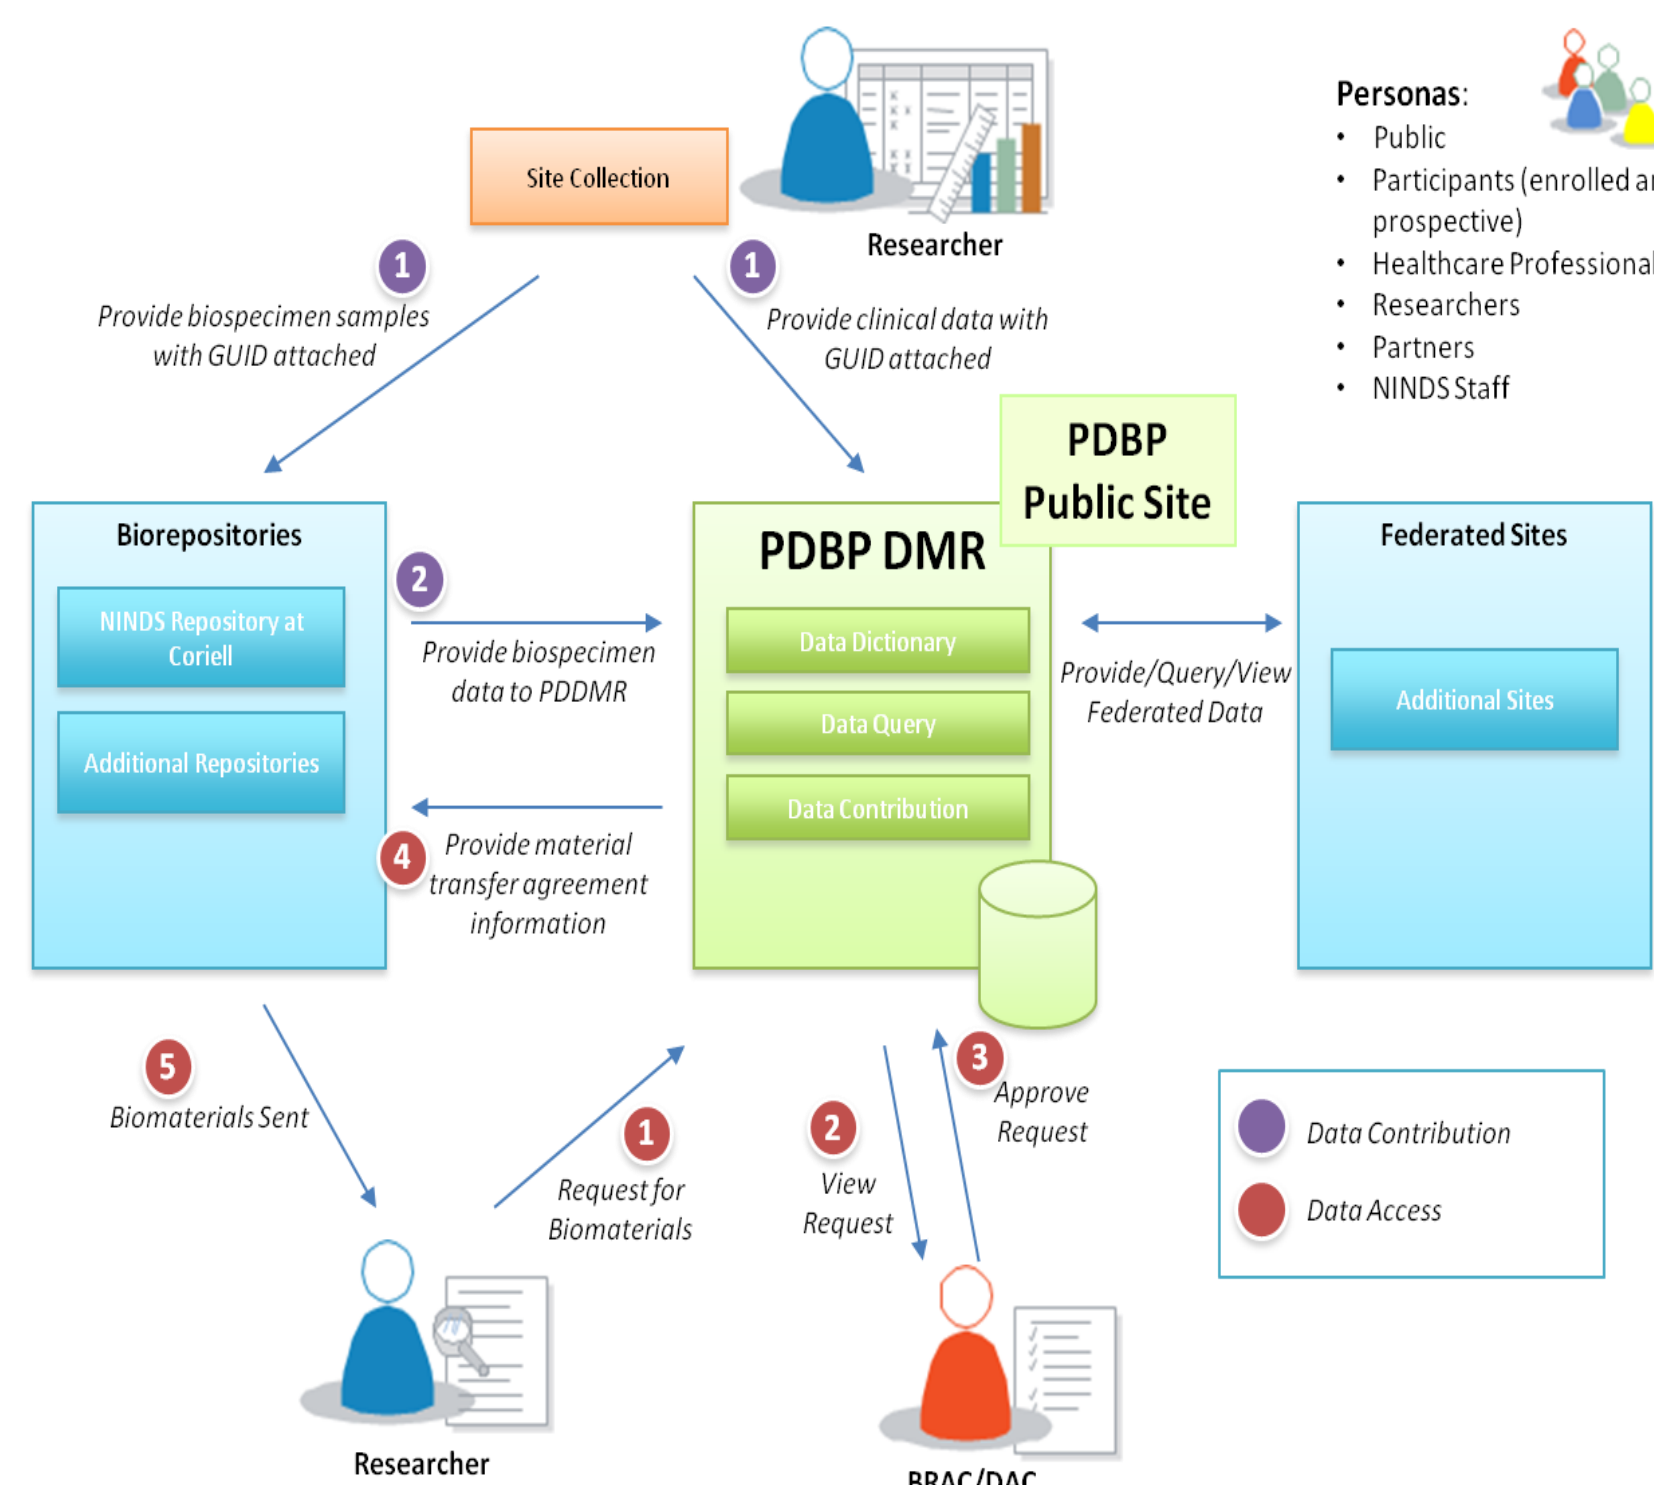 Personas:
• Public
• Participants (enrolled
prospective)
• Healthcare Professional
• Researchers
• Partners
• NINDS Staff
Site Collection
Researcher
1
Provide biospecimen samples
with GUID attached
1
Provide clinical data with
GUID attached
PDBP
Public Site
Biorepositories
NINDS Repository at
Coriell
Additional Repositories
2
Provide biospecimen
data to PDDMR
PDBP DMR
Data Dictionary
Data Query
Data Contribution
Provide/Query/View
Federated Data
Federated Sites
Additional Sites
4
Provide material
transfer agreement
information
5
Biomaterials Sent
1
Request for
Biomaterials
2
View
Request
3
Approve
Request
Data Contribution
Data Access
Researcher
BRAC/DAC